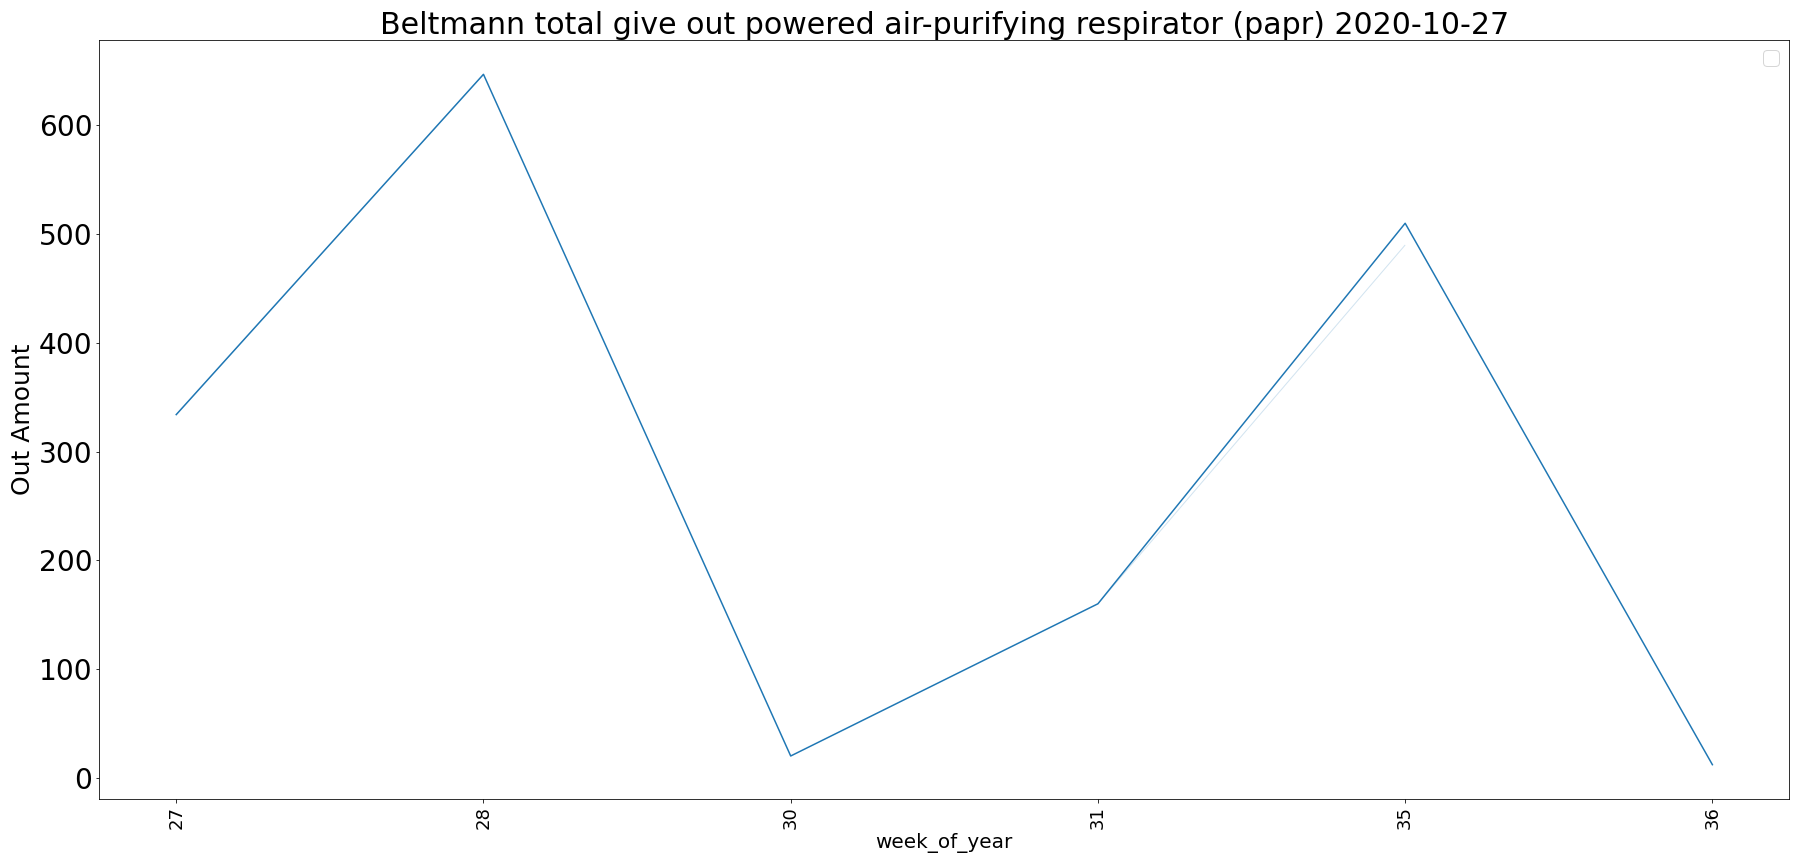 Beltmann total give out powered air-purifying respirator (papr) 2020-10-27
Out Amount
600
500
400
300
200
100
0
27 28 30 31 35 36
week_of_year